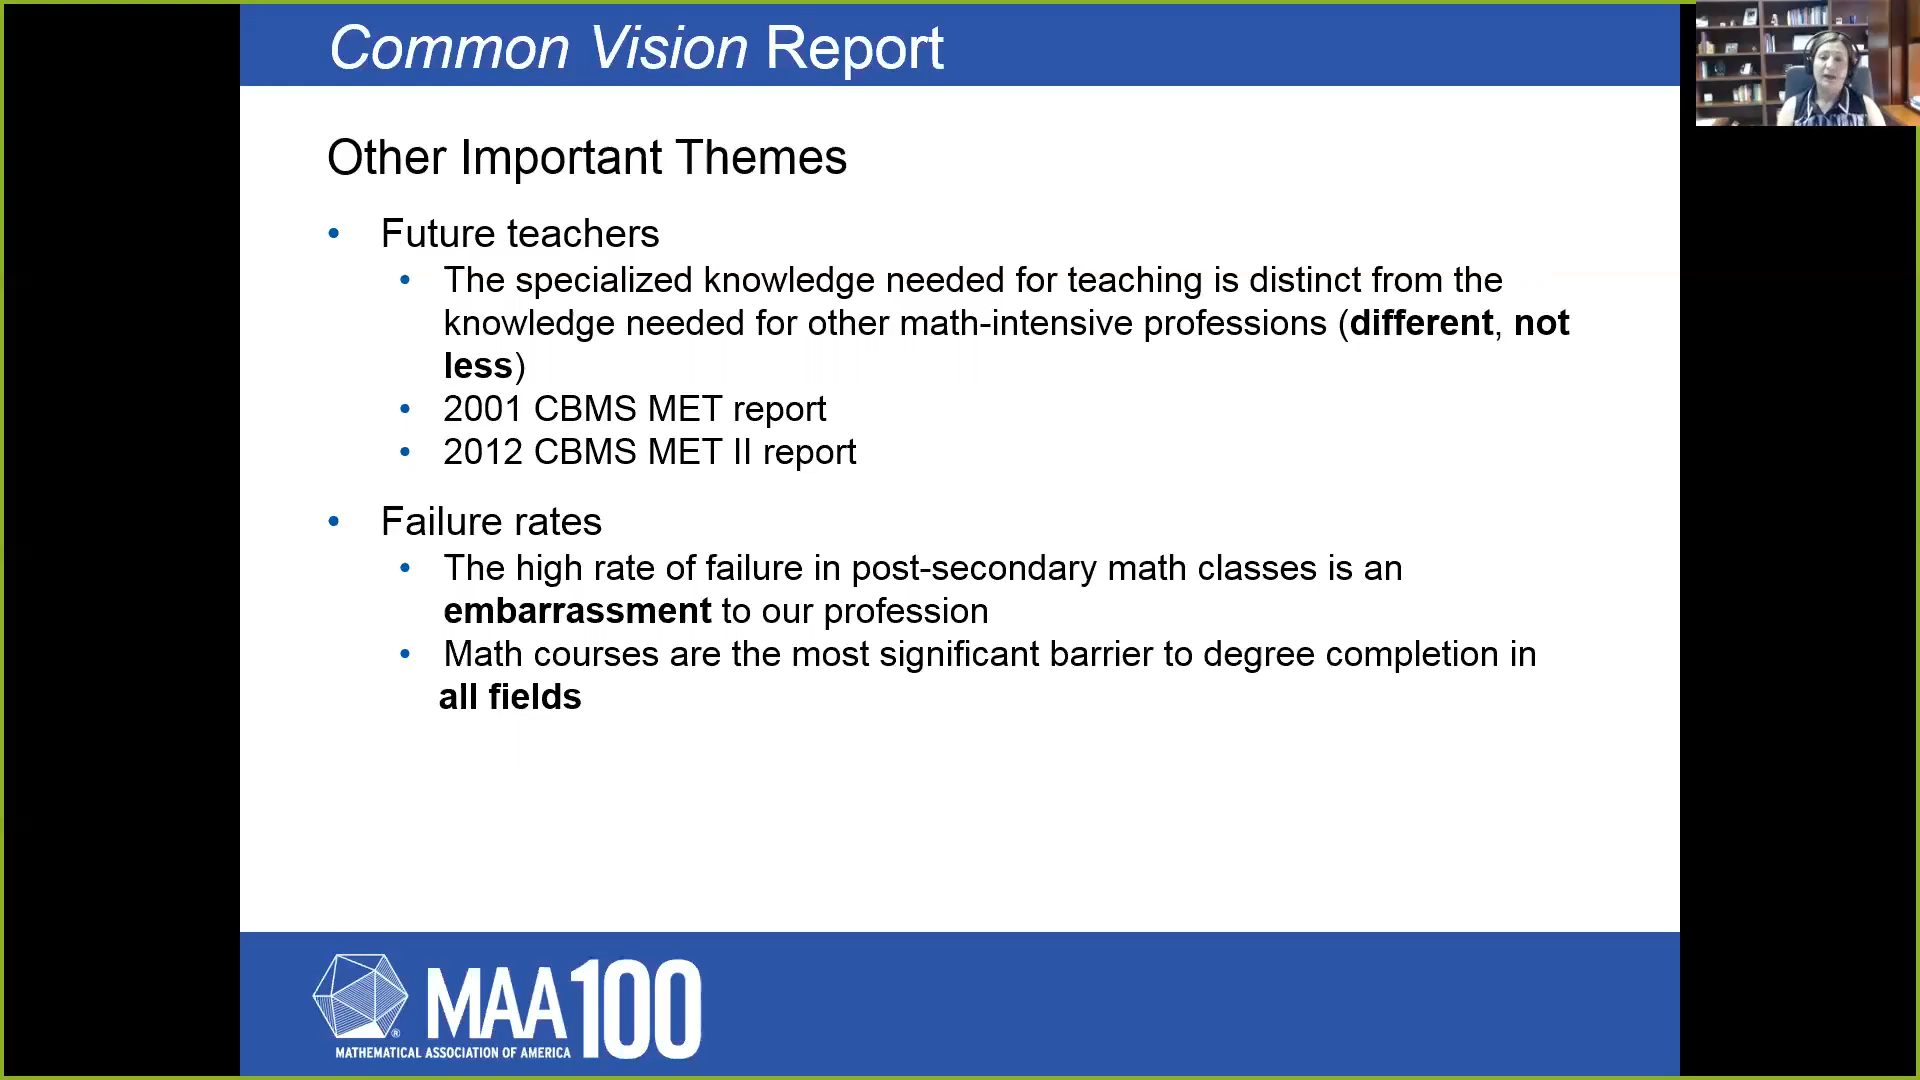 Common Vision Report
Other Important Themes
• Future teachers
• The specialized knowledge needed for teaching is distinct from the
knowledge needed for other math-intensive professions (different, not
less)
• 2001 CBMS MET report
• 2012 CBMS MET II report
• Failure rates
• The high rate of failure in post-secondary math classes is an
embarrassment to our profession
• Math courses are the most significant barrier to degree completion in
all fields
MAA100
®
MATHEMATICAL ASSOCIATION OF AMERICA